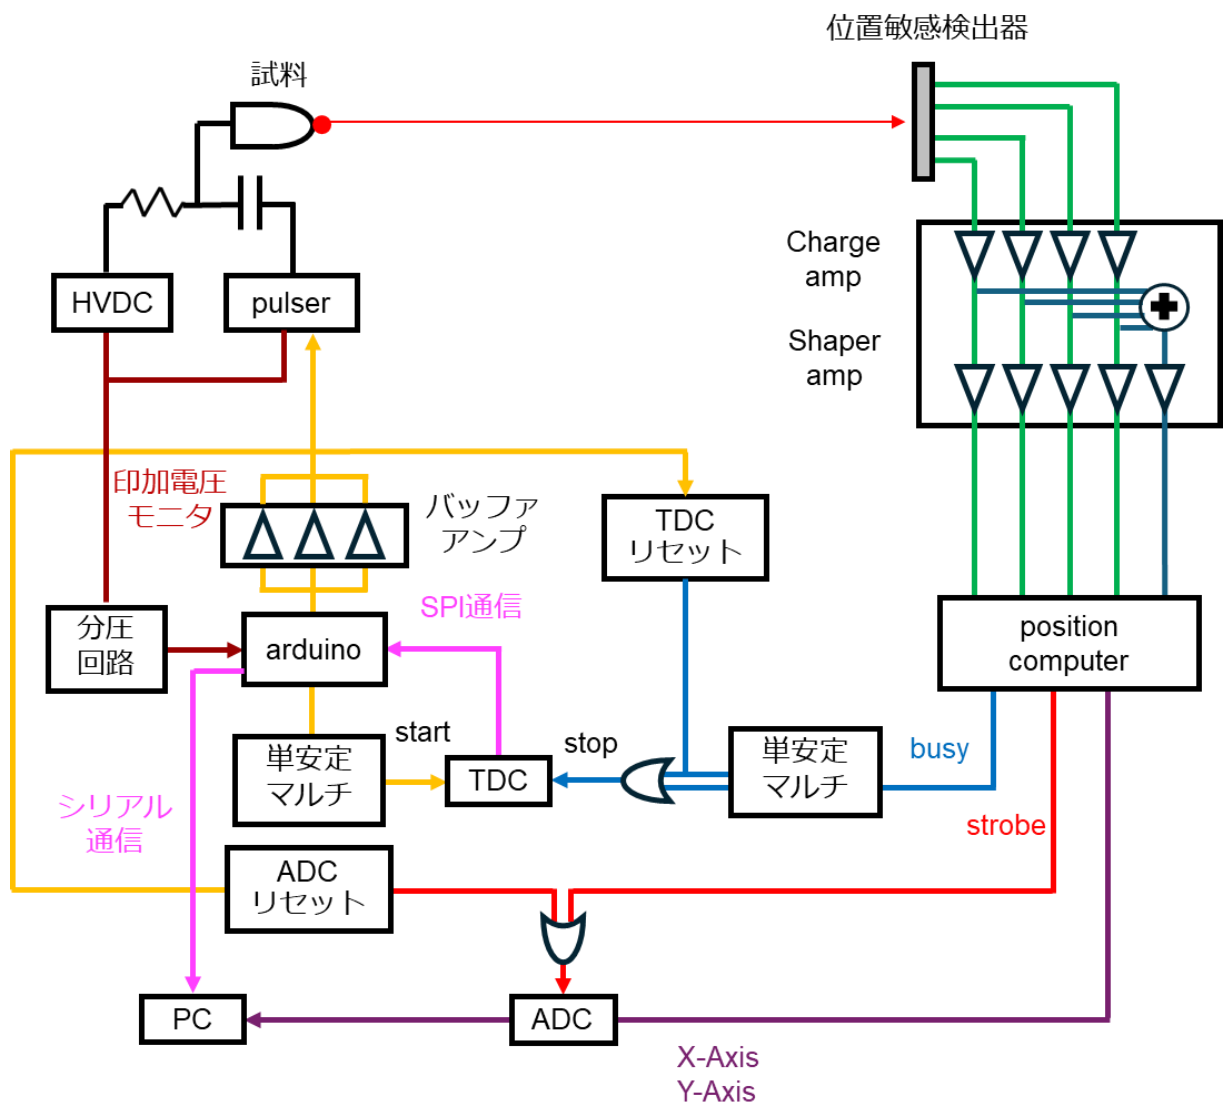 位置敏感検出器
試料
Charge
amp
HVDC
pulser
Shaper
amp
印加電圧
モニタ
バッファ
アンプ
TDC
リセット
SPI通信
分圧
回路
arduino
position
computer
start
stop
単安定
マルチ
TDC
単安定
マルチ
busy
シリアル
通信
strobe
ADC
リセット
PC
ADC
X-Axis
Y-Axis